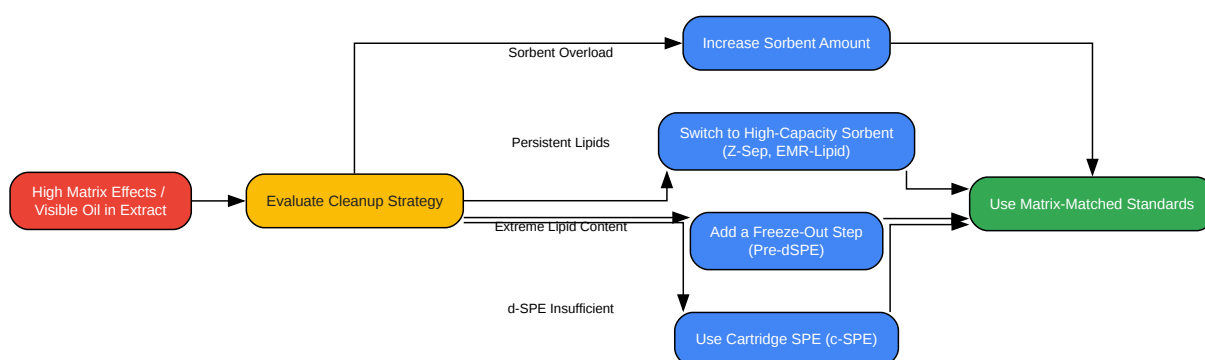 High Matrix Effects /
Visible Oil in Extract
Evaluate Cleanup Strategy
Sorbent Overload
Increase Sorbent Amount
Persistent Lipids
Switch to High-Capacity Sorbent
(Z-Sep, EMR-Lipid)
Extreme Lipid Content
Add a Freeze-Out Step
(Pre-dSPE)
d-SPE Insufficient
Use Cartridge SPE (c-SPE)
Use Matrix-Matched Standards